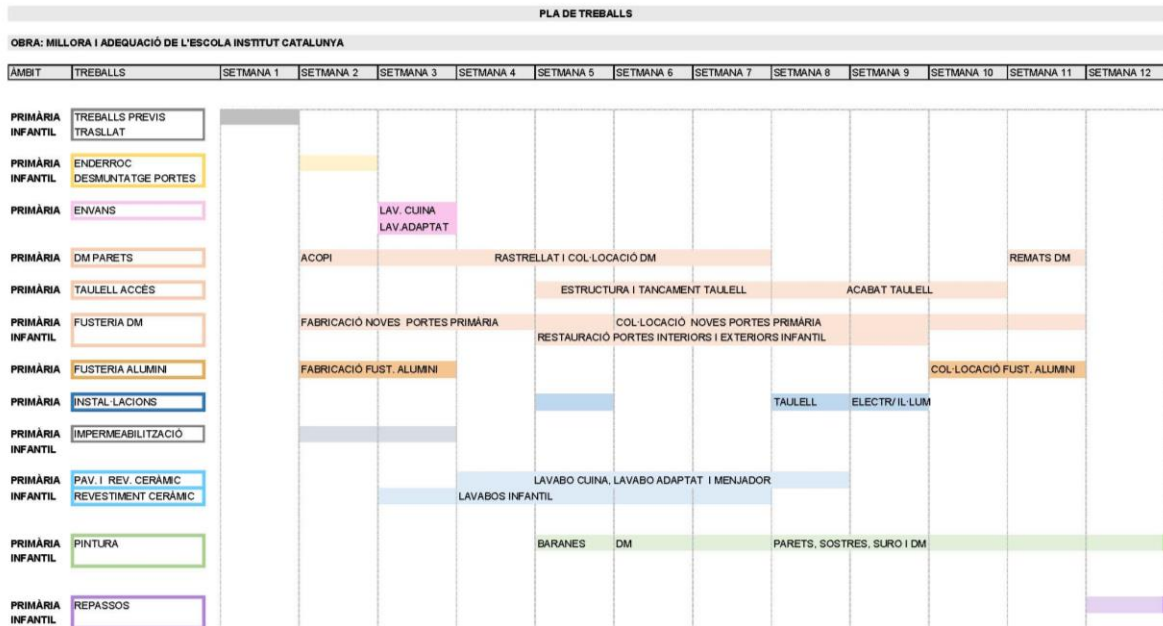 PLA DE TREBALLS
OBRA: MILLORA I ADEQUACIÓ DE L'ESCOLA INSTITUT CATALUNYA
ÀMBIT TREBALLS SETMANA 1 SETMANA 2 SETMANA 3 SETMANA 4 SETMANA 5 SETMANA 6 SETMANA 7 SETMANA 8 SETMANA 9 SETMANA 10 SETMANA 11 SETMANA 12
PRIMÀRIA TREBALLS PREVIS
INFANTIL TRASLLAT
PRIMÀRIA ENDERROC
INFANTIL DESMUNTATGE PORTES
PRIMÀRIA ENVANS LAV. CUINA
LAV.ADAPTAT
PRIMÀRIA DM PARETS ACOPI RASTRELLAT I COL·LOCACIÓ DM REMATS DM
PRIMÀRIA TAULELL ACCÈS ESTRUCTURA I TANCAMENT TAULELL ACABAT TAULELL
PRIMÀRIA FUSTERIA DM FABRICACIÓ NOVES PORTES PRIMÀRIA COL·LOCACIÓ NOVES PORTES PRIMÀRIA
INFANTIL RESTAURACIÓ PORTES INTERIORS I EXTERIORS INFANTIL
PRIMÀRIA FUSTERIA ALUMINI FABRICACIÓ FUST. ALUMINI COL·LOCACIÓ FUST. ALUMINI
PRIMÀRIA INSTAL·LACIONS TAULELL ELECTR/ IL·LUM
PRIMÀRIA IMPERMEABILITZACIÓ
INFANTIL
PRIMÀRIA PAV. I REV. CERÀMIC LAVABO CUINA, LAVABO ADAPTAT I MENJADOR
INFANTIL REVESTIMENT CERÀMIC LAVABOS INFANTIL
PRIMÀRIA PINTURA BARANES DM PARETS, SOSTRES, SURO I DM
INFANTIL
PRIMÀRIA REPASSOS
INFANTIL